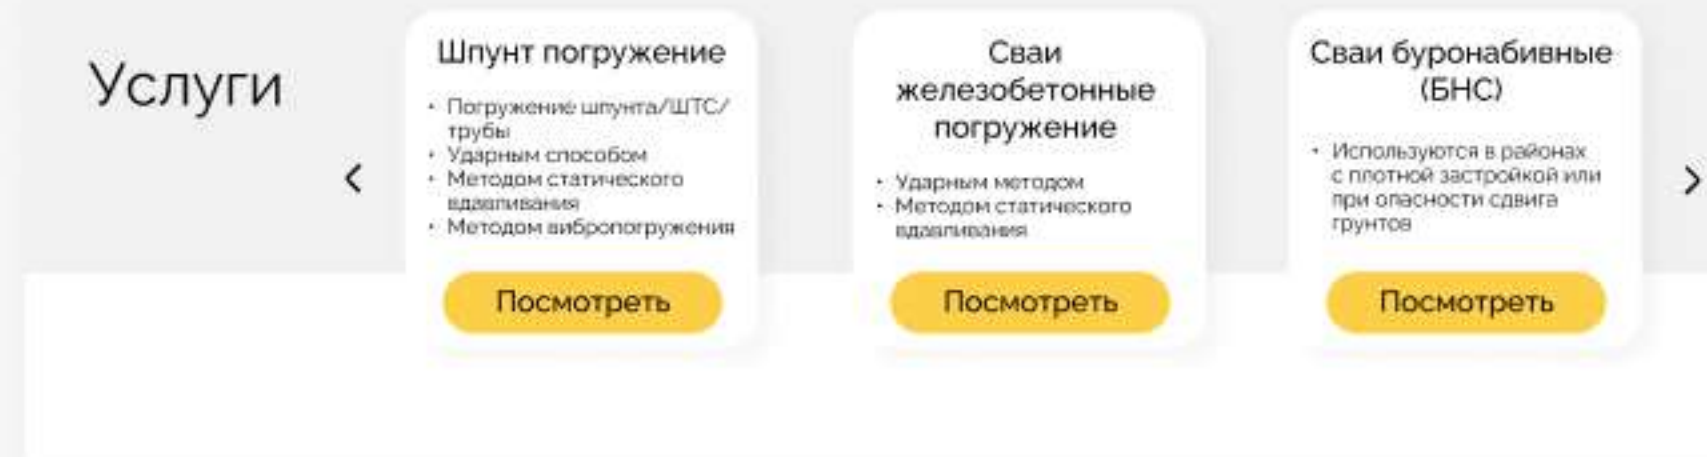 Услуги
Шпунт погружение
• Погружение шпунта/ШТС/
трубы
• Ударным способом
• Методом статического
вдавливания
• Методом вибропогружения
Посмотреть
Сваи
железобетонные
погружение
• Ударным методом
• Методом статического
вдавливания
Посмотреть
Сваи буронабивные
(БНС)
• Используются в районах
с плотной застройкой или
при опасности сдвига
грунтов
Посмотреть